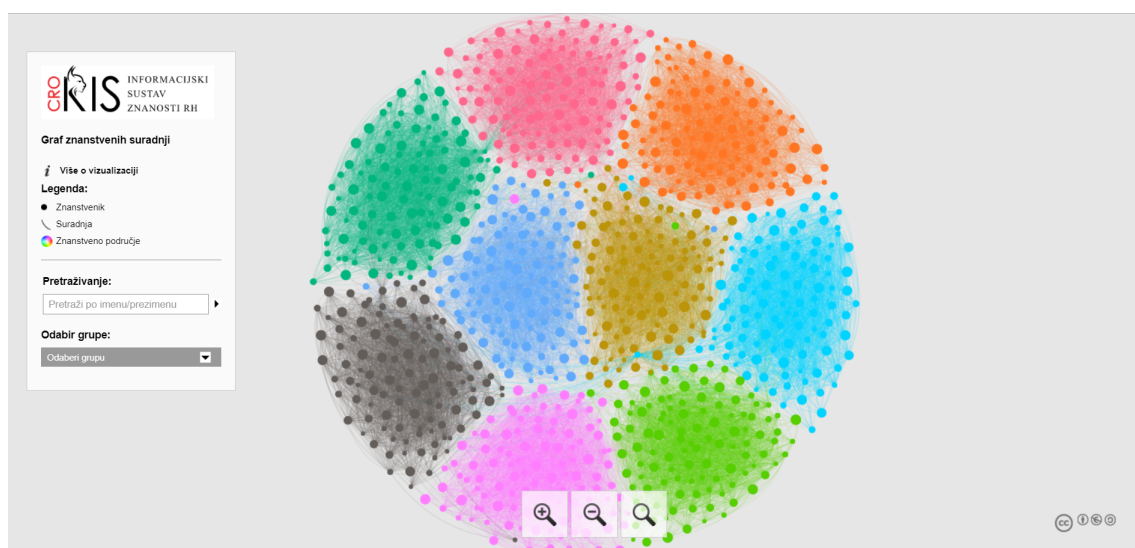 CRO
KIS
INFORMACIJSKI
SUSTAV
ZNANOSTI RH
Graf znanstvenih suradnji
i Više o vizualizaciji
Legenda:
Znanstvenik
Suradnja
Znanstveno područje
Pretraživanje:
Pretraži po imenu/prezimenu
Odabir grupe:
Odaberi grupu
cc